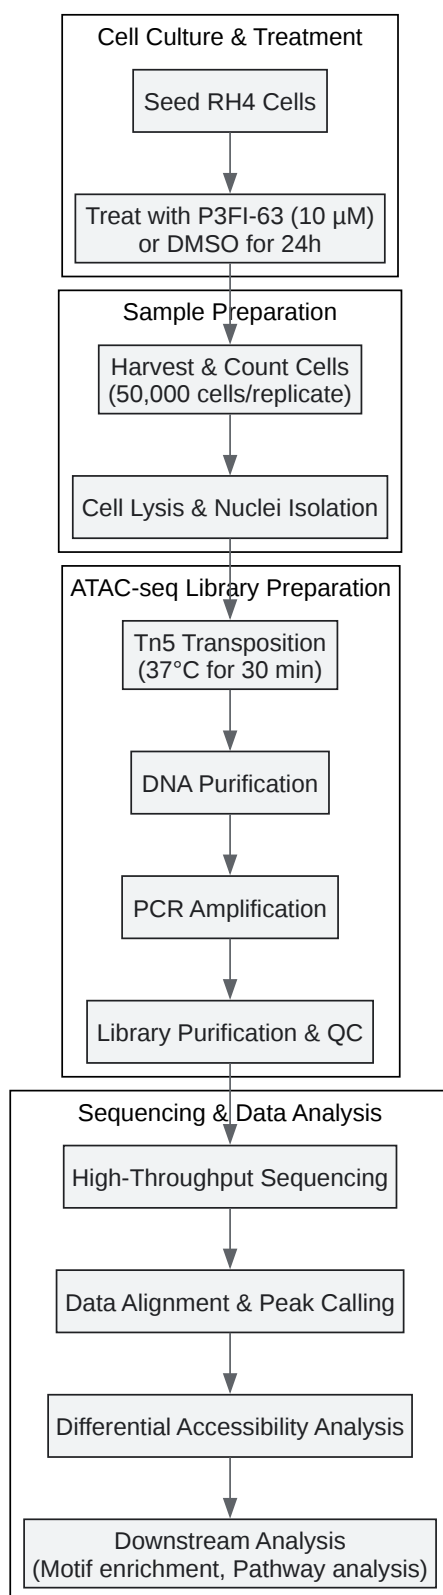 Cell Culture & Treatment
Seed RH4 Cells
Treat with P3FI-63 (10 µM)
or DMSO for 24h
Sample Preparation
Harvest & Count Cells
(50,000 cells/replicate)
Cell Lysis & Nuclei Isolation
ATAC-seq Library Preparation
Tn5 Transposition
(37°C for 30 min)
DNA Purification
PCR Amplification
Library Purification & QC
Sequencing & Data Analysis
High-Throughput Sequencing
Data Alignment & Peak Calling
Differential Accessibility Analysis
Downstream Analysis
(Motif enrichment, Pathway analysis)